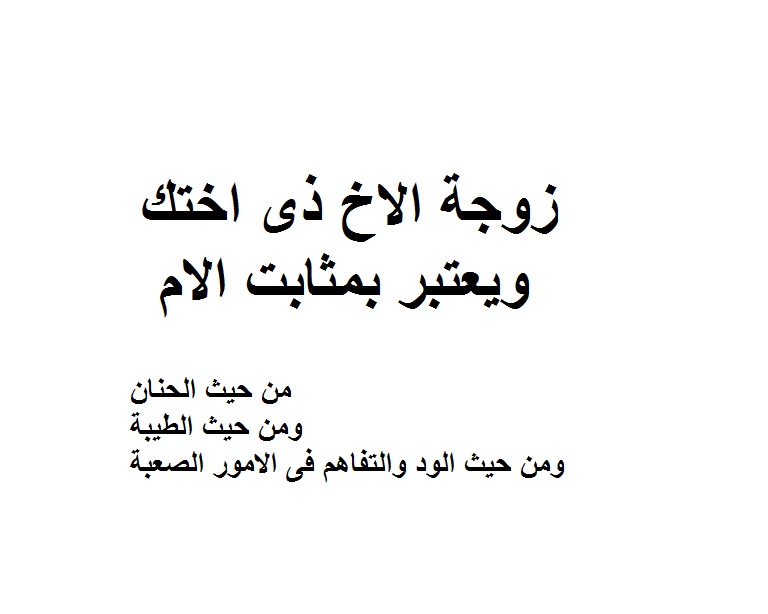 زوجة الاخ ذى اختك
ويعتبر بمثابت الام
من حيث الحنان
ومن حيث الطيبة
ومن حيث الود والتفاهم فى الامور الصعبة